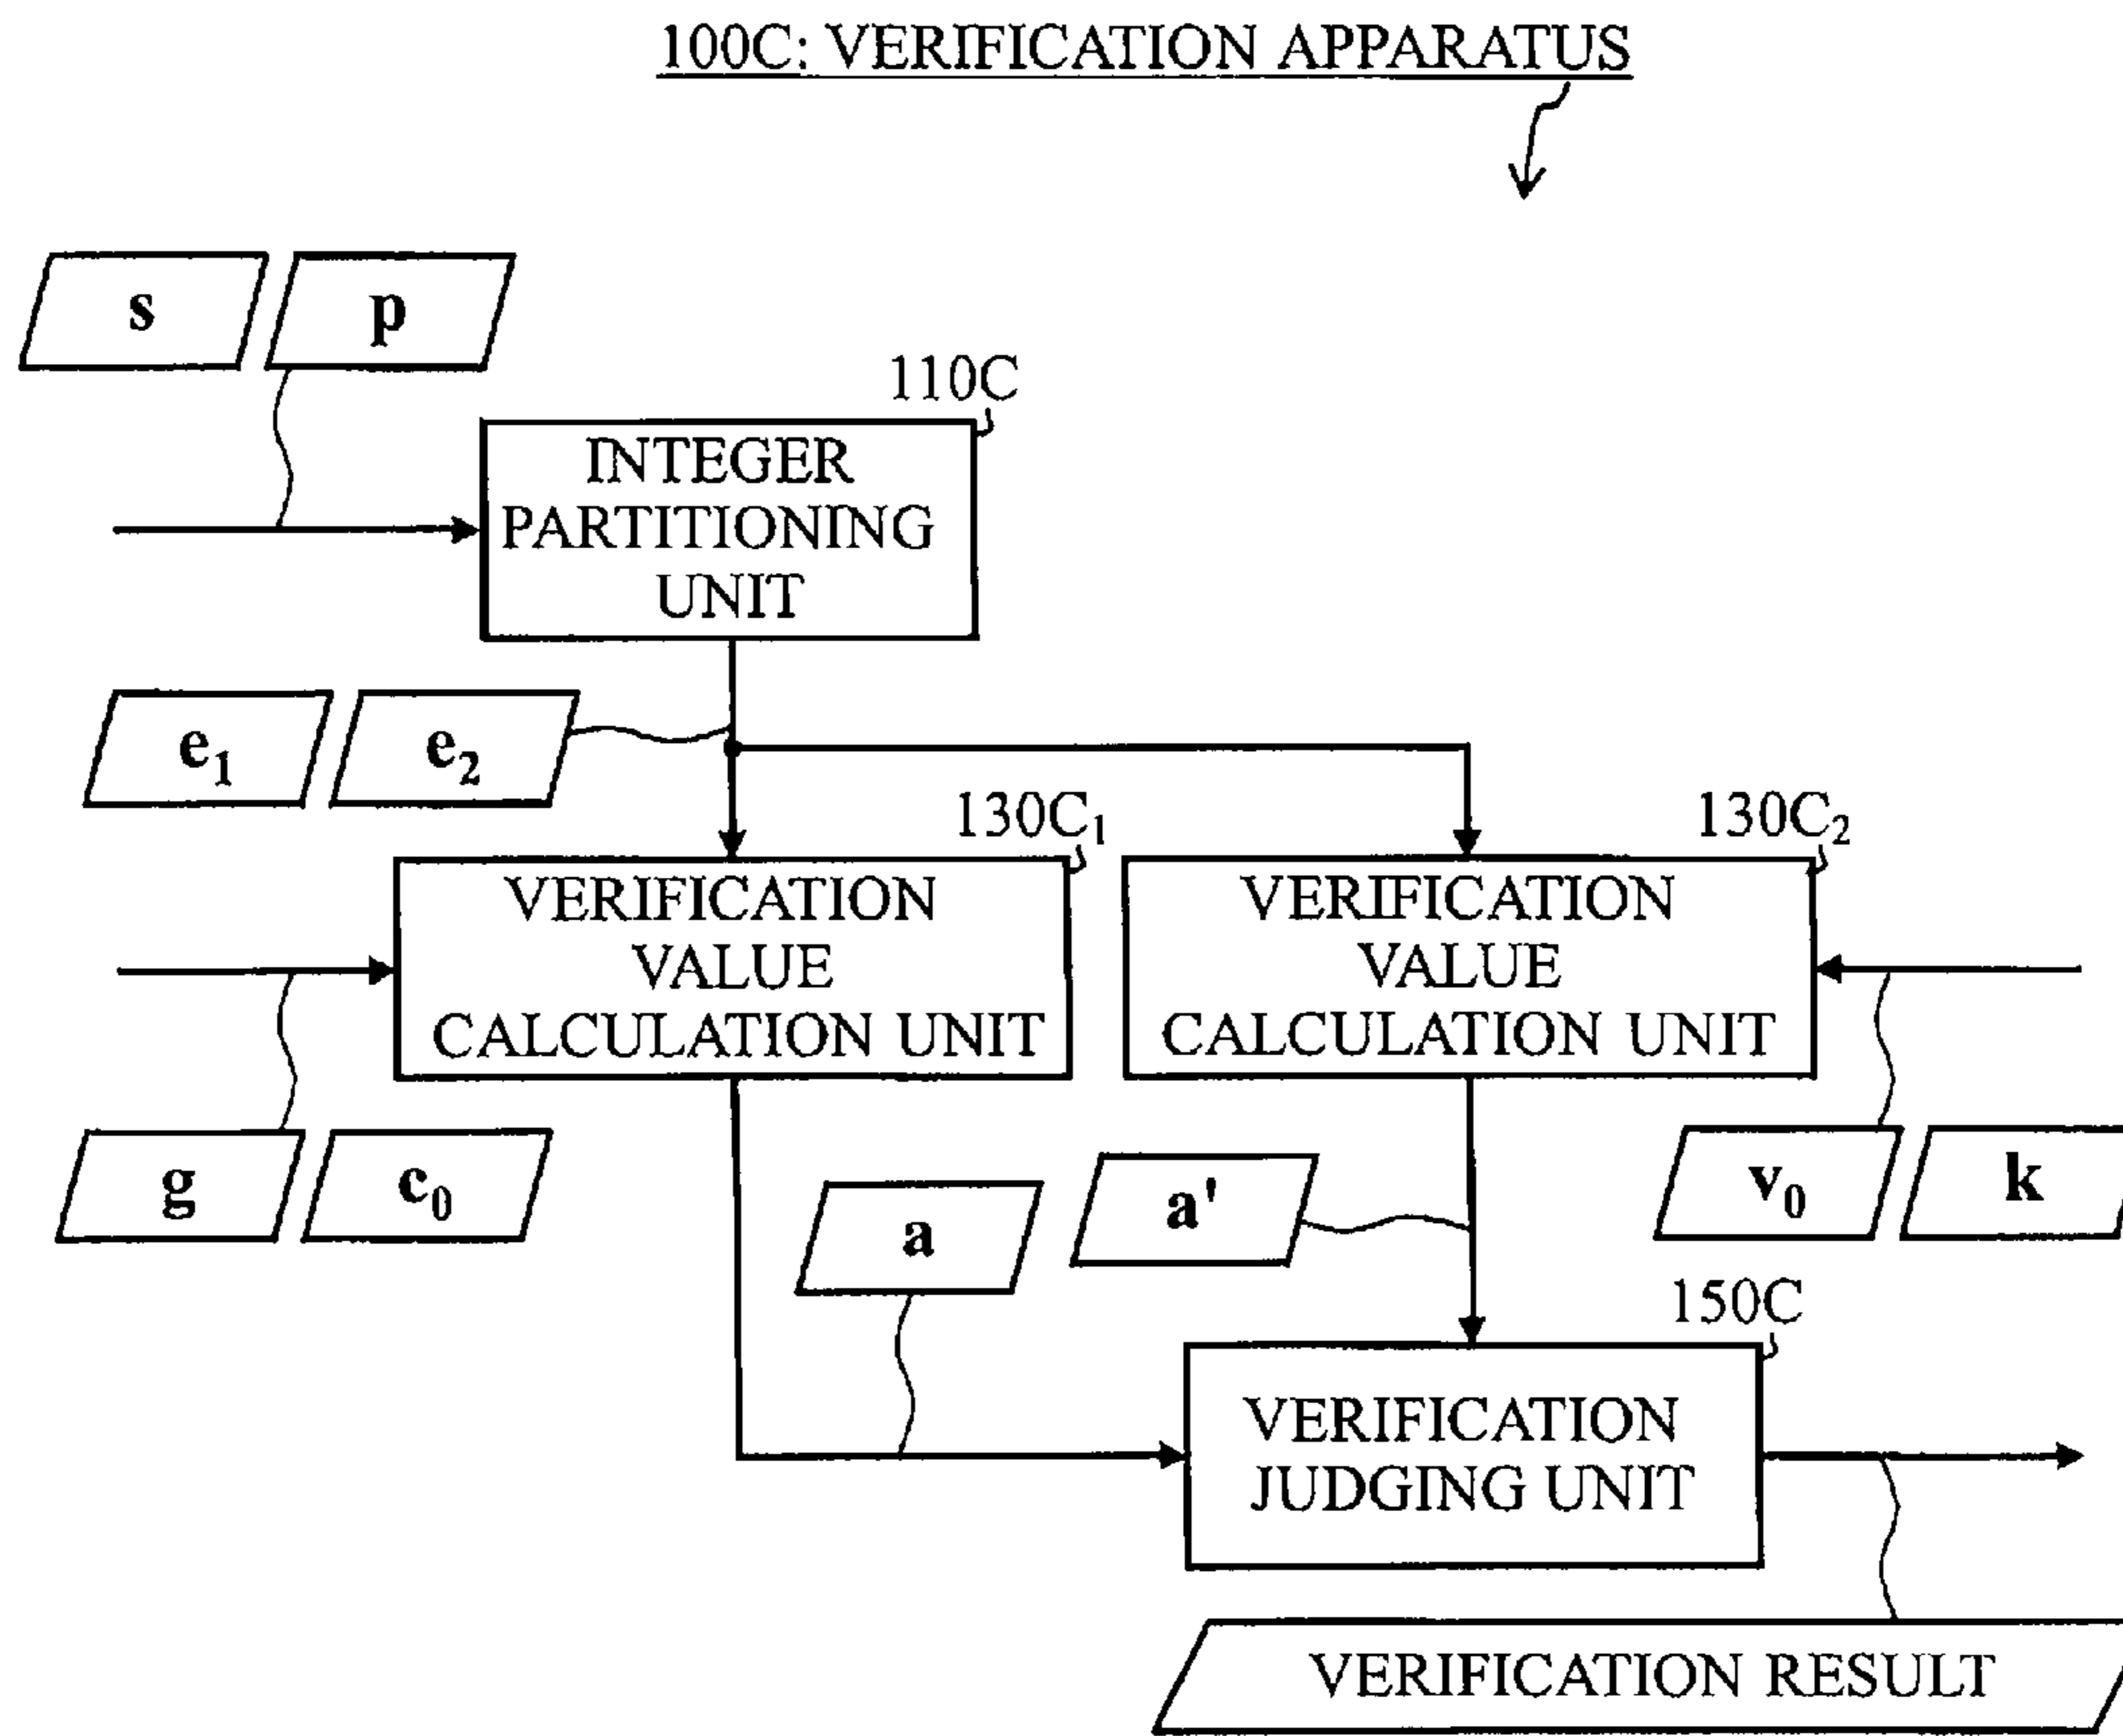 100C: VERIFICATION APPARATUS
s
p
110C
INTEGER
PARTITIONING
UNIT
e₁
e₂
130C₁
130C₂
VERIFICATION
VALUE
CALCULATION UNIT
VERIFICATION
VALUE
CALCULATION UNIT
g
c₀
a
a'
v₀
k
150C
VERIFICATION
JUDGING UNIT
VERIFICATION RESULT